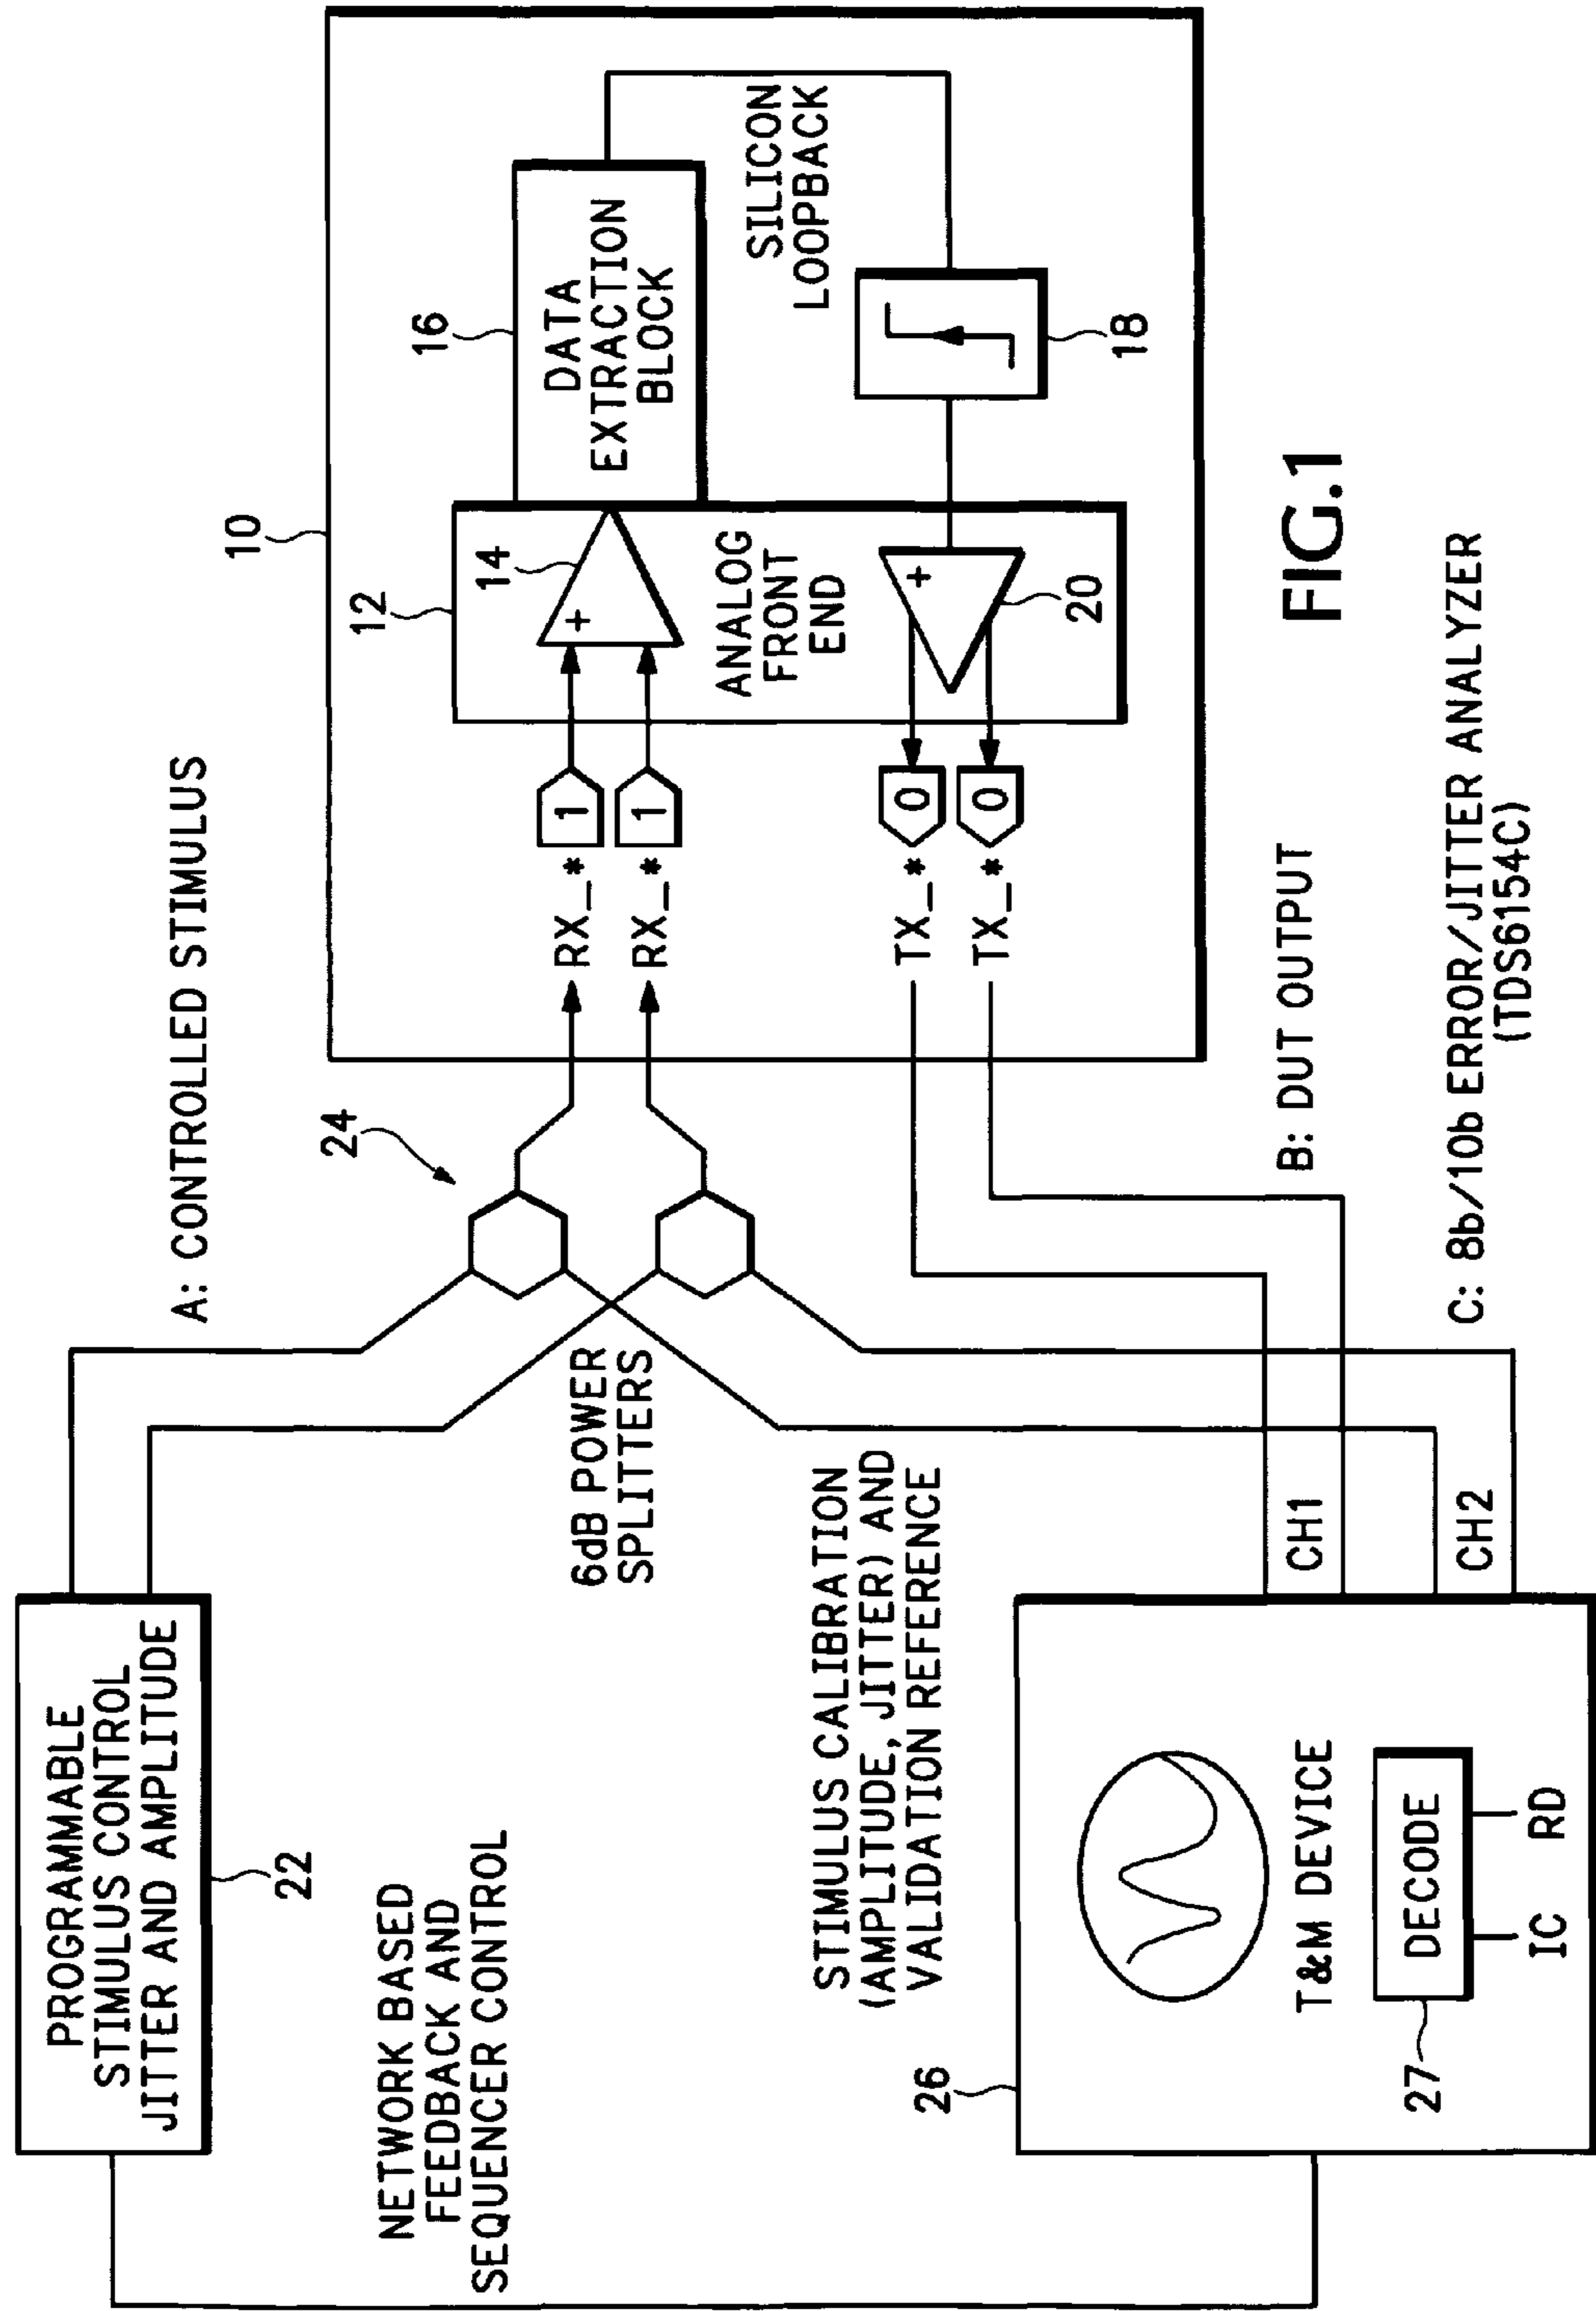 PROGRAMMABLE
STIMULUS CONTROL
JITTER AND AMPLITUDE
22
NETWORK BASED
FEEDBACK AND
SEQUENCER CONTROL
A: CONTROLLED STIMULUS
24
6dB POWER
SPLITTERS
10
12
14
+
ANALOG
FRONT
END
16
DATA
EXTRACTION
BLOCK
SILICON
LOOPBACK
18
+
20
RX_*
1
RX_*
1
TX_*
0
TX_*
0
STIMULUS CALIBRATION
(AMPLITUDE, JITTER) AND
VALIDATION REFERENCE
26
T&M DEVICE
27
DECODE
IC
RD
CH1
CH2
B: DUT OUTPUT
C: 8b/10b ERROR/JITTER ANALYZER
(TDS6154C)
FIG.1